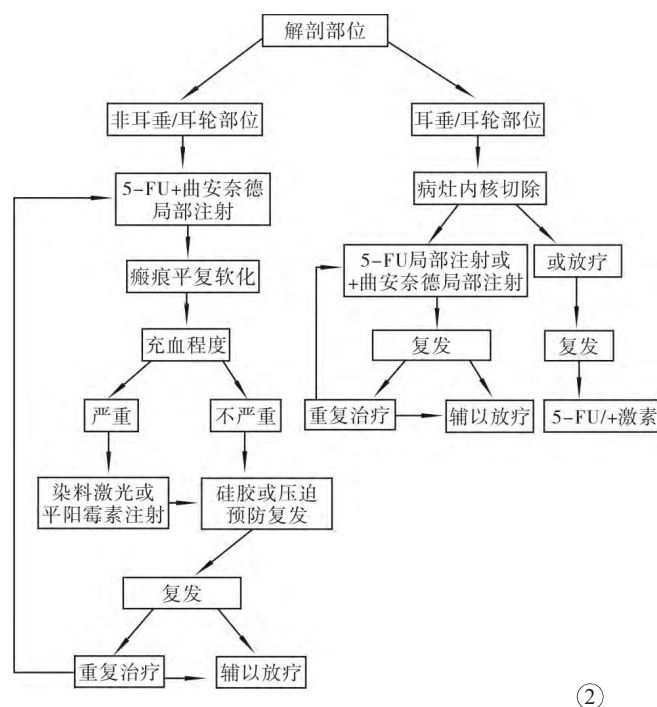 解剖部位
非耳垂/耳轮部位
耳垂/耳轮部位
5-FU+曲安奈德
局部注射
病灶内核切除
瘢痕平复软化
5-FU局部注射或
+曲安奈德局部注射
或放疗
充血程度
复发
复发
严重
不严重
重复治疗
辅以放疗
5-FU/+激素
染料激光或
平阳霉素注射
硅胶或压迫
预防复发
复发
重复治疗
辅以放疗
②